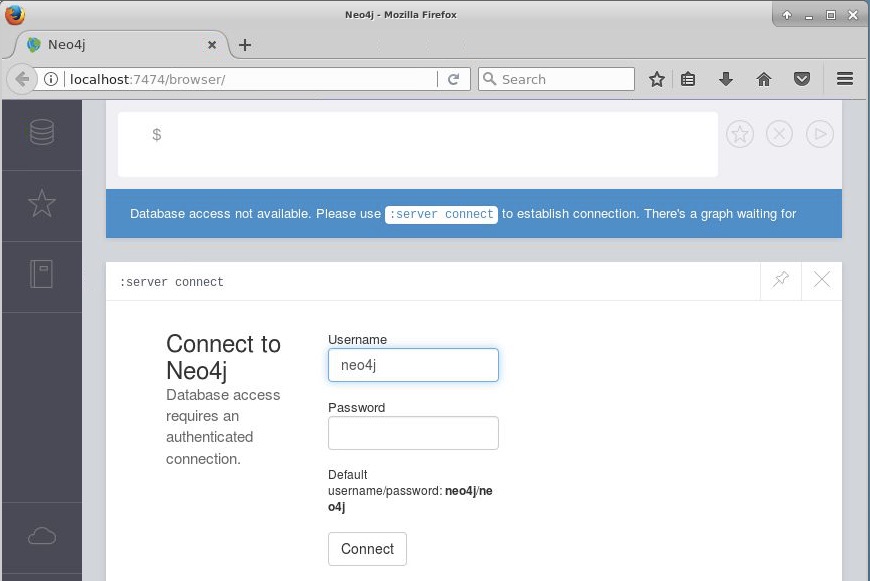 Neo4j - Mozilla Firefox
Neo4j
localhost:7474/browser/
Search
$
Database access not available. Please use :server connect to establish connection. There's a graph waiting for
:server connect
Connect to
Neo4j
Database access
requires an
authenticated
connection.
Username
neo4j
Password
Default
username/password: neo4j/ne
o4j
Connect